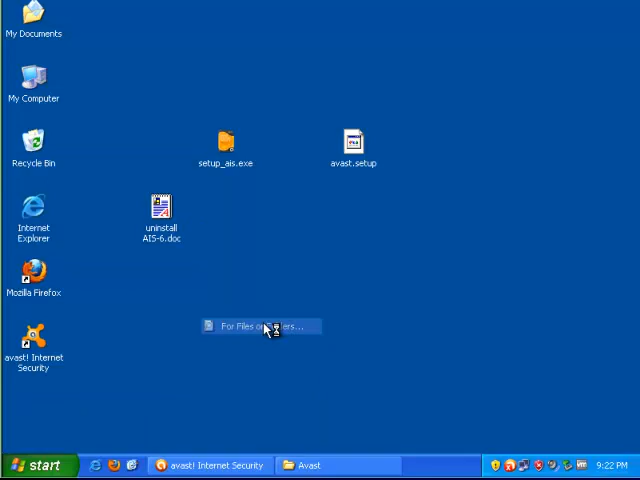 My Documents
My Computer
Recycle Bin
setup_ais.exe
avast.setup
Internet
Explorer
uninstall
AIS-6.doc
Mozilla Firefox
For Files or
avast! Internet
Security
start
avast! Internet Security
Avast
9:22 PM